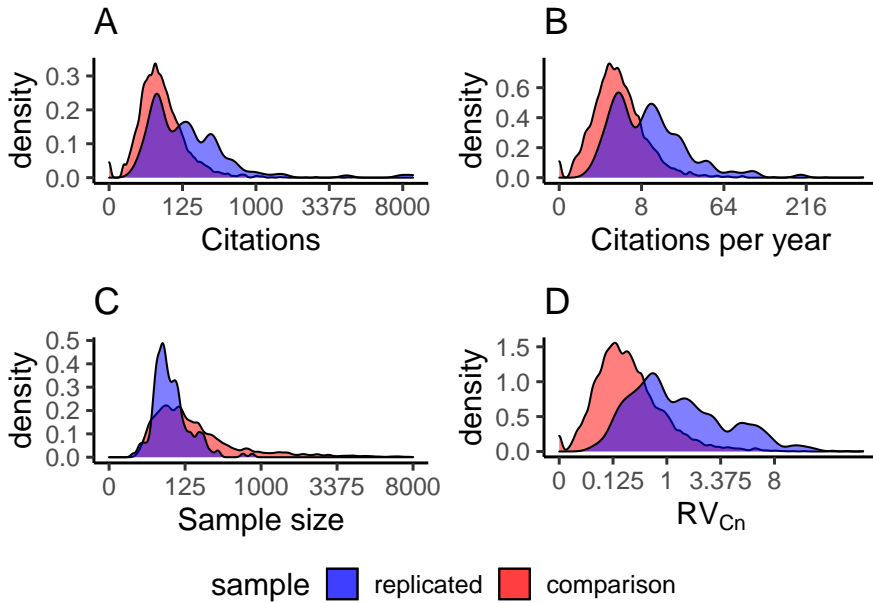 A
density
0.3
0.2
0.1
0.0
0 125 1000 3375 8000
Citations
B
density
0.6
0.4
0.2
0.0
0 8 64 216
Citations per year
C
density
0.5
0.4
0.3
0.2
0.1
0.0
0 125 1000 3375 8000
Sample size
D
density
1.5
1.0
0.5
0.0
0 0.125 1 3.375 8
RVCn
sample replicated comparison